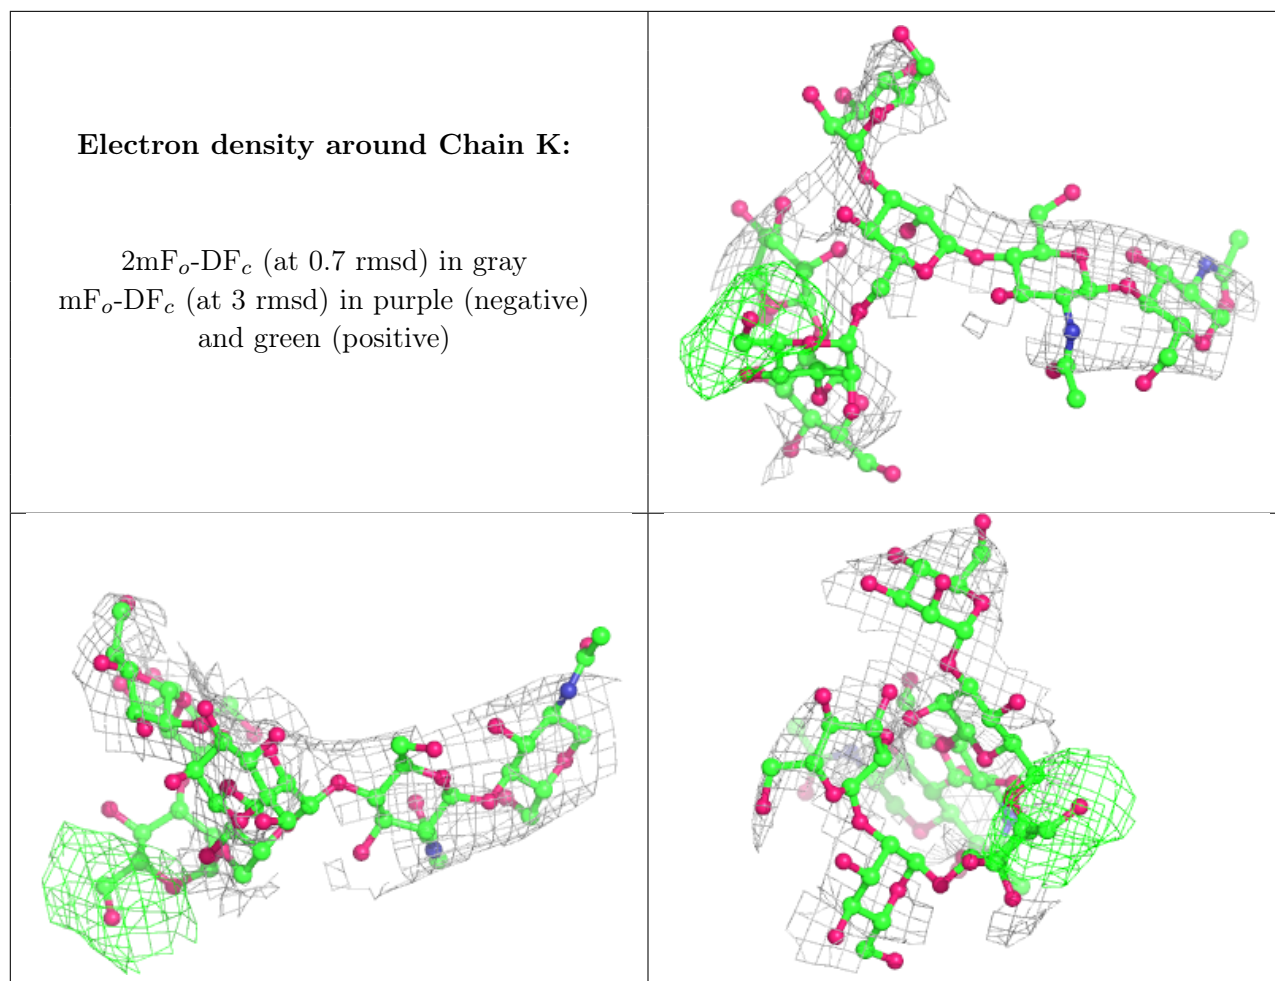 Electron density around Chain K:
2mFo-DFc (at 0.7 rmsd) in gray
mFo-DFc (at 3 rmsd) in purple (negative)
and green (positive)